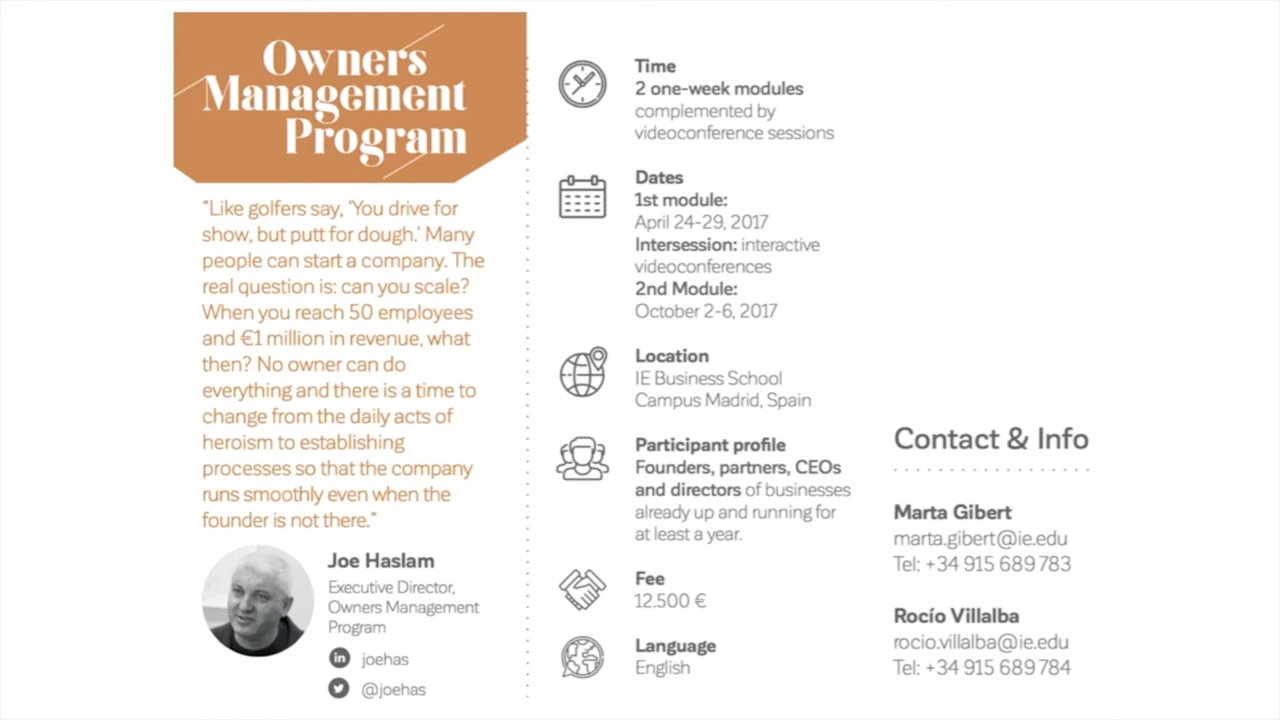 Owners
Management
Program
"Like golfers say, 'You drive for
show, but putt for dough.' Many
people can start a company. The
real question is: can you scale?
When you reach 50 employees
and €1 million in revenue, what
then? No owner can do
everything and there is a time to
change from the daily acts of
heroism to establishing
processes so that the company
runs smoothly even when the
founder is not there."
Joe Haslam
Executive Director,
Owners Management
Program
in joehas
@joehas
Time
2 one-week modules
complemented by
videoconference sessions
Dates
1st module:
April 24-29, 2017
Intersession: interactive
videoconferences
2nd Module:
October 2-6, 2017
Location
IE Business School
Campus Madrid, Spain
Participant profile
Founders, partners, CEOs
and directors of businesses
already up and running for
at least a year.
Fee
12.500 €
Language
English
Contact & Info
Marta Gibert
marta.gibert@ie.edu
Tel: +34 915 689 783
Rocío Villalba
rocio.villalba@ie.edu
Tel: +34 915 689 784